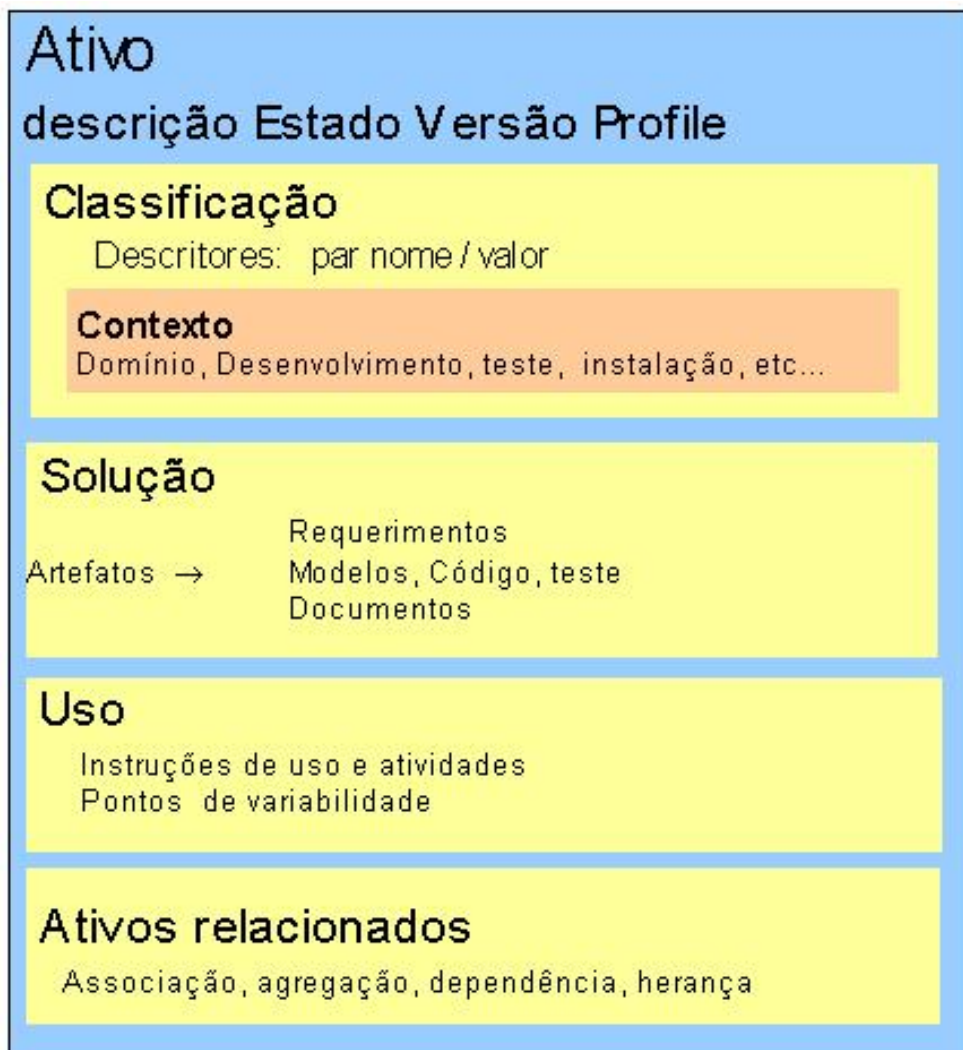 Ativo
descrição Estado Versão Profile
Classificação
Descritores: par nome / valor
Contexto
Domínio, Desenvolvimento, teste, instalação, etc...
Solução
Requerimentos
Artefatos → Modelos, Código, teste
Documentos
Uso
Instruções de uso e atividades
Pontos de variabilidade
Ativos relacionados
Associação, agregação, dependência, herança